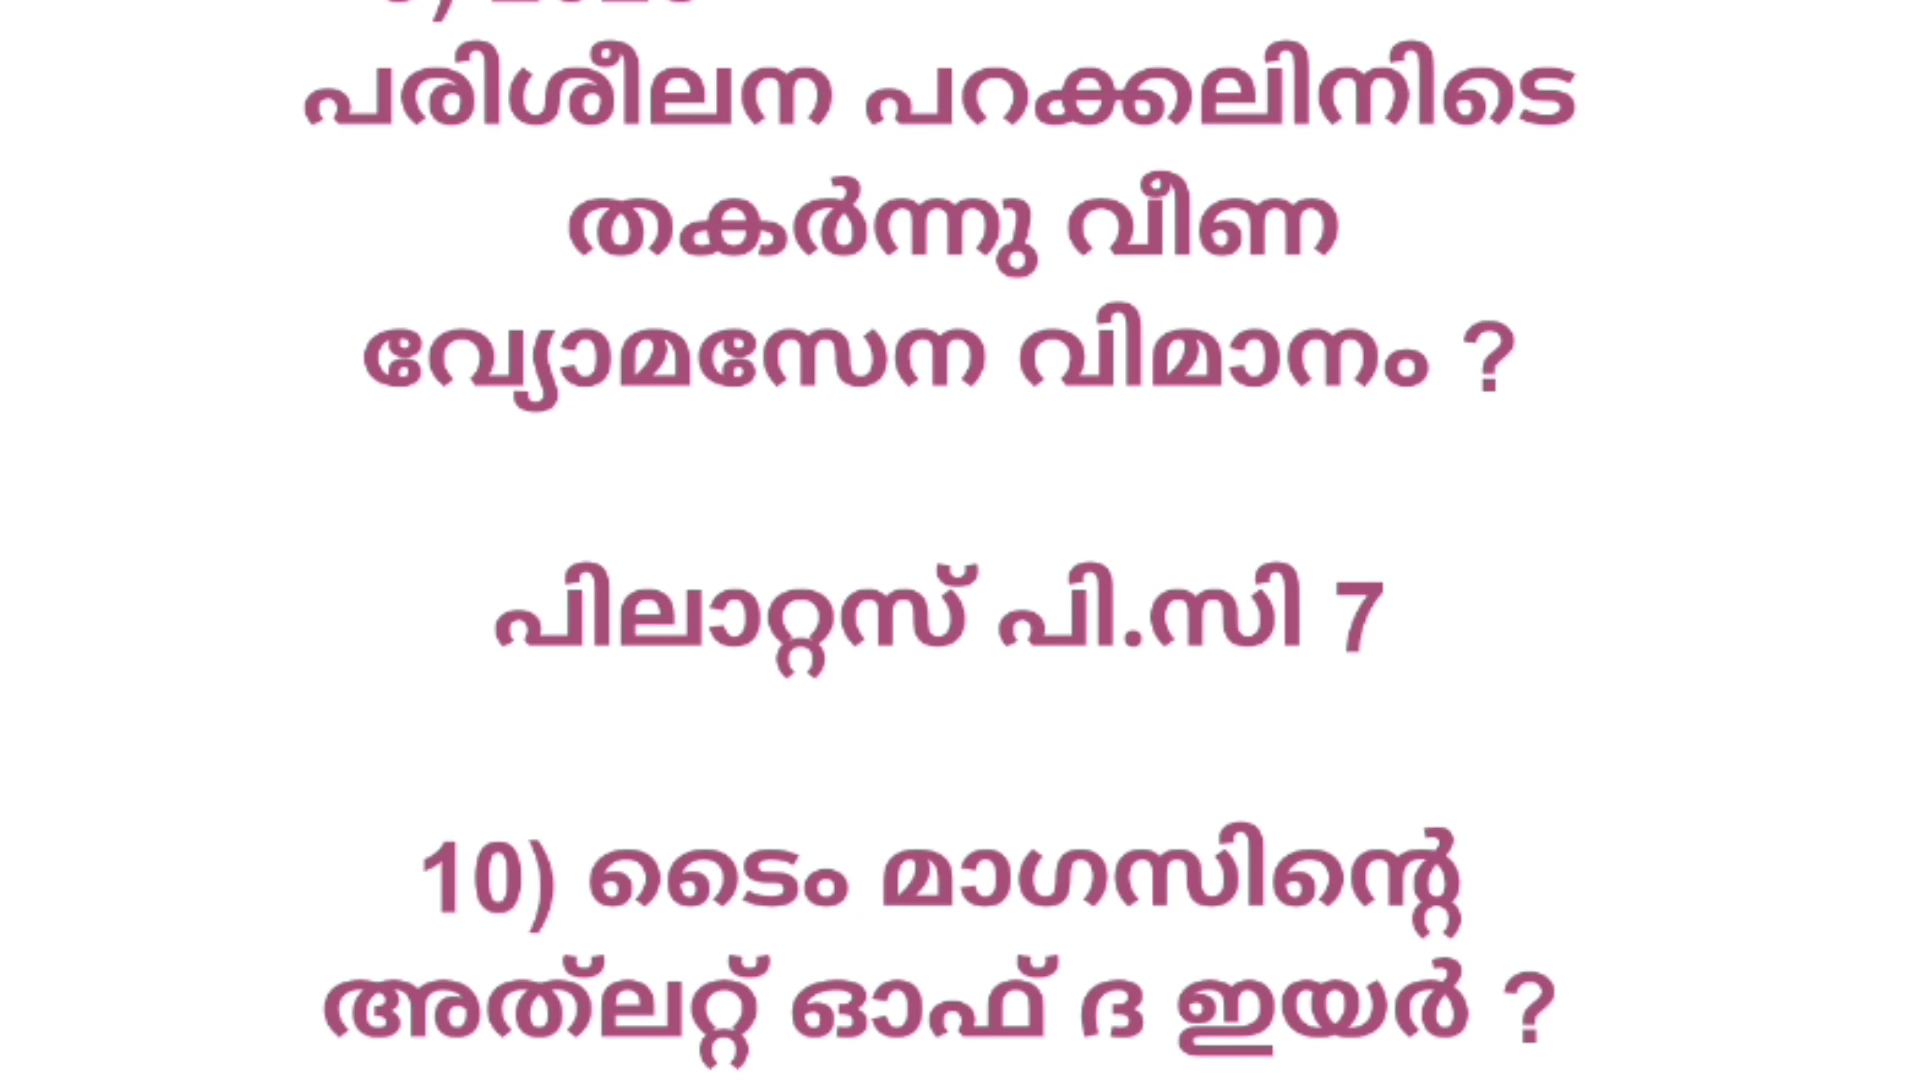 പരിശീലന പറക്കലിനിടെ
തകർന്നു വീണ
വ്യോമസേന വിമാനം ?
പിലാറ്റസ് പി.സി 7
10) ടൈം മാഗസിന്റെ
അത്‌ലറ്റ് ഓഫ് ദ ഇയർ ?